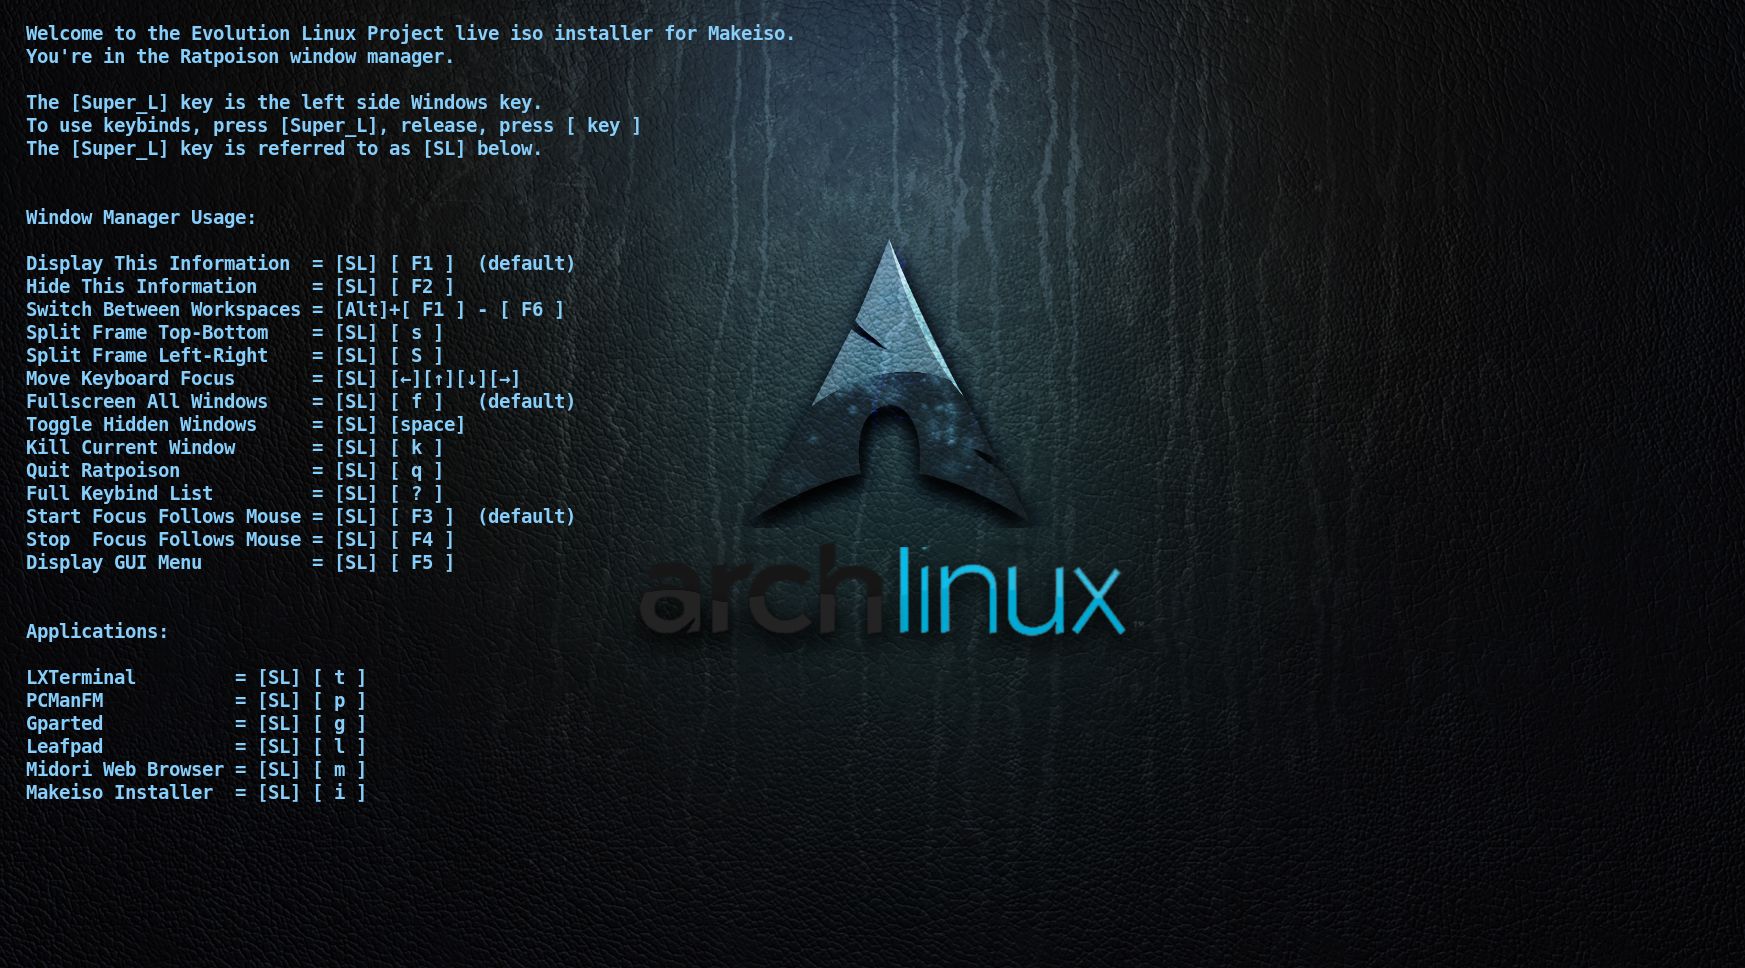 Welcome to the Evolution Linux Project live iso installer for Makeiso.
You're in the Ratpoison window manager.
The [Super_L] key is the left side Windows key.
To use keybinds, press [Super_L], release, press [ key ]
The [Super_L] key is referred to as [SL] below.
Window Manager Usage:
Display This Information  = [SL] [ F1 ]  (default)
Hide This Information     = [SL] [ F2 ]
Switch Between Workspaces = [Alt]+[ F1 ] - [ F6 ]
Split Frame Top-Bottom    = [SL] [ s ]
Split Frame Left-Right    = [SL] [ S ]
Move Keyboard Focus       = [SL] [←][↑][↓][→]
Fullscreen All Windows    = [SL] [ f ]   (default)
Toggle Hidden Windows     = [SL] [space]
Kill Current Window       = [SL] [ k ]
Quit Ratpoison            = [SL] [ q ]
Full Keybind List         = [SL] [ ? ]
Start Focus Follows Mouse = [SL] [ F3 ]  (default)
Stop  Focus Follows Mouse = [SL] [ F4 ]
Display GUI Menu          = [SL] [ F5 ]
Applications:
LXTerminal         = [SL] [ t ]
PCManFM            = [SL] [ p ]
Gparted            = [SL] [ g ]
Leafpad            = [SL] [ l ]
Midori Web Browser = [SL] [ m ]
Makeiso Installer  = [SL] [ i ]
archlinux™